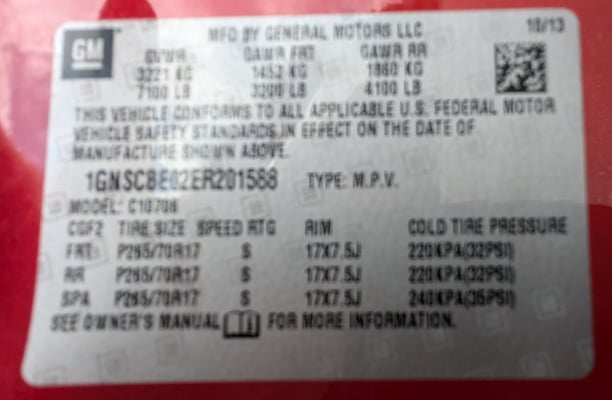 GM MFD BY GENERAL MOTORS LLC 10/13
GVWR GAWR FRT GAWR RR
3221 KG 1452 KG 1860 KG
7100 LB 3200 LB 4100 LB
THIS VEHICLE CONFORMS TO ALL APPLICABLE U.S. FEDERAL MOTOR
VEHICLE SAFETY STANDARDS IN EFFECT ON THE DATE OF
MANUFACTURE SHOWN ABOVE.
1GNSCBE02ER201588 TYPE: M.P.V.
MODEL: C10706
TIRE SIZE SPEED RTG RIM COLD TIRE PRESSURE
FRT P265/70R17 S 17X7.5J 220KPA(32PSI)
RR P265/70R17 S 17X7.5J 220KPA(32PSI)
SPA P265/70R17 S 17X7.5J 240KPA(35PSI)
SEE OWNER'S MANUAL FOR MORE INFORMATION.